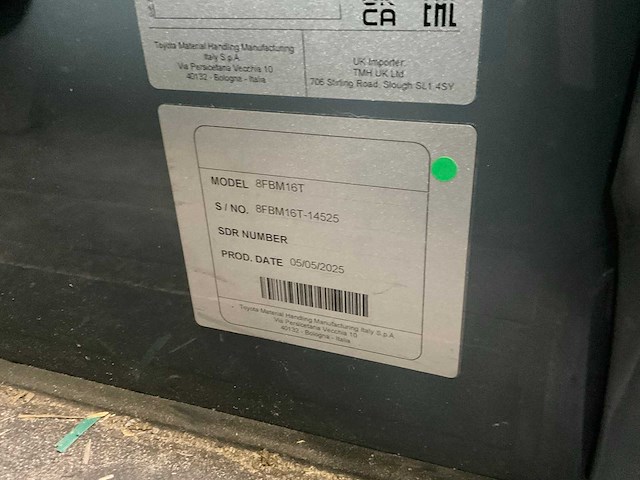 UK
CA
EAC
Toyota Material Handling Manufacturing
Italy S.p.A
Via Persicetana Vecchia 10
40132 - Bologna - Italia
UK Importer:
TMH UK Ltd
706 Stirling Road, Slough SL1 4SY
MODEL 8FBM16T
S / NO. 8FBM16T-14525
SDR NUMBER
PROD. DATE 05/05/2025
Toyota Material Handling Manufacturing Italy S.p.A
Via Persicetana Vecchia 10
40132 - Bologna - Italia